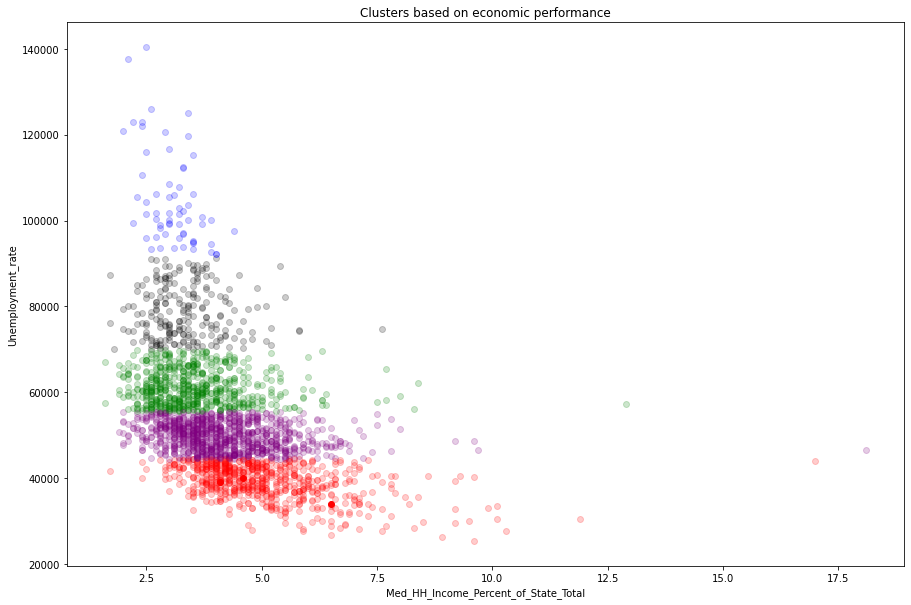 Clusters based on economic performance
140000
120000
100000
80000
60000
40000
20000
Unemployment_rate
2.5 5.0 7.5 10.0 12.5 15.0 17.5
Med_HH_Income_Percent_of_State_Total